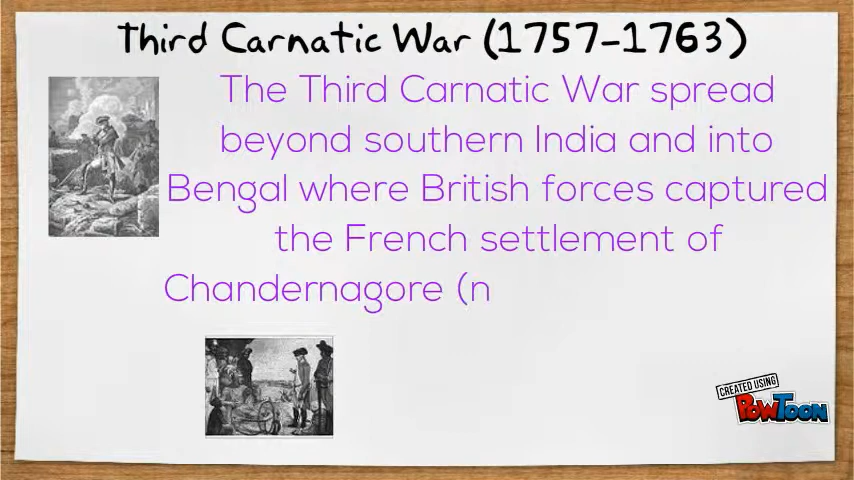 Third Carnatic War (1757-1763)
The Third Carnatic War spread
beyond southern India and into
Bengal where British forces captured
the French settlement of
Chandernagore (n
CREATED USING
POWTOON